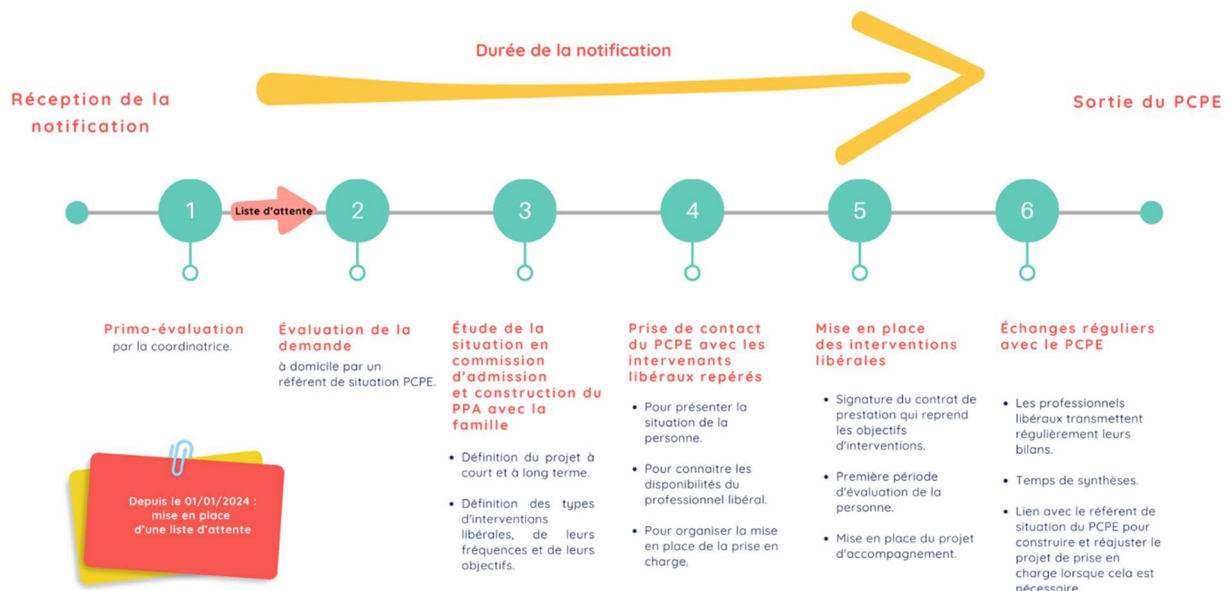 Durée de la notification
Réception de la
notification
Sortie du PCPE
1
Liste d'attente
2
3
4
5
6
Primo-évaluation
par la coordinatrice.
Évaluation de la
demande
à domicile par un
référent de situation PCPE.
Étude de la
situation en
commission
d'admission
et construction du
PPA avec la
famille
• Définition du projet à
court et à long terme.
• Définition des types
d'interventions
libérales, de leurs
fréquences et de leurs
objectifs.
Prise de contact
du PCPE avec les
intervenants
libéraux repérés
• Pour présenter la
situation de la
personne.
• Pour connaitre les
disponibilités du
professionnel libéral.
• Pour organiser la mise
en place de la prise en
charge.
Mise en place
des interventions
libérales
• Signature du contrat de
prestation qui reprend
les objectifs
d'interventions.
• Première période
d'évaluation de la
personne.
• Mise en place du projet
d'accompagnement.
Échanges réguliers
avec le PCPE
• Les professionnels
libéraux transmettent
régulièrement leurs
bilans.
• Temps de synthèses.
• Lien avec le référent de
situation du PCPE pour
construire et réajuster le
projet de prise en
charge lorsque cela est
nécessaire
Depuis le 01/01/2024 :
mise en place
d'une liste d'attente